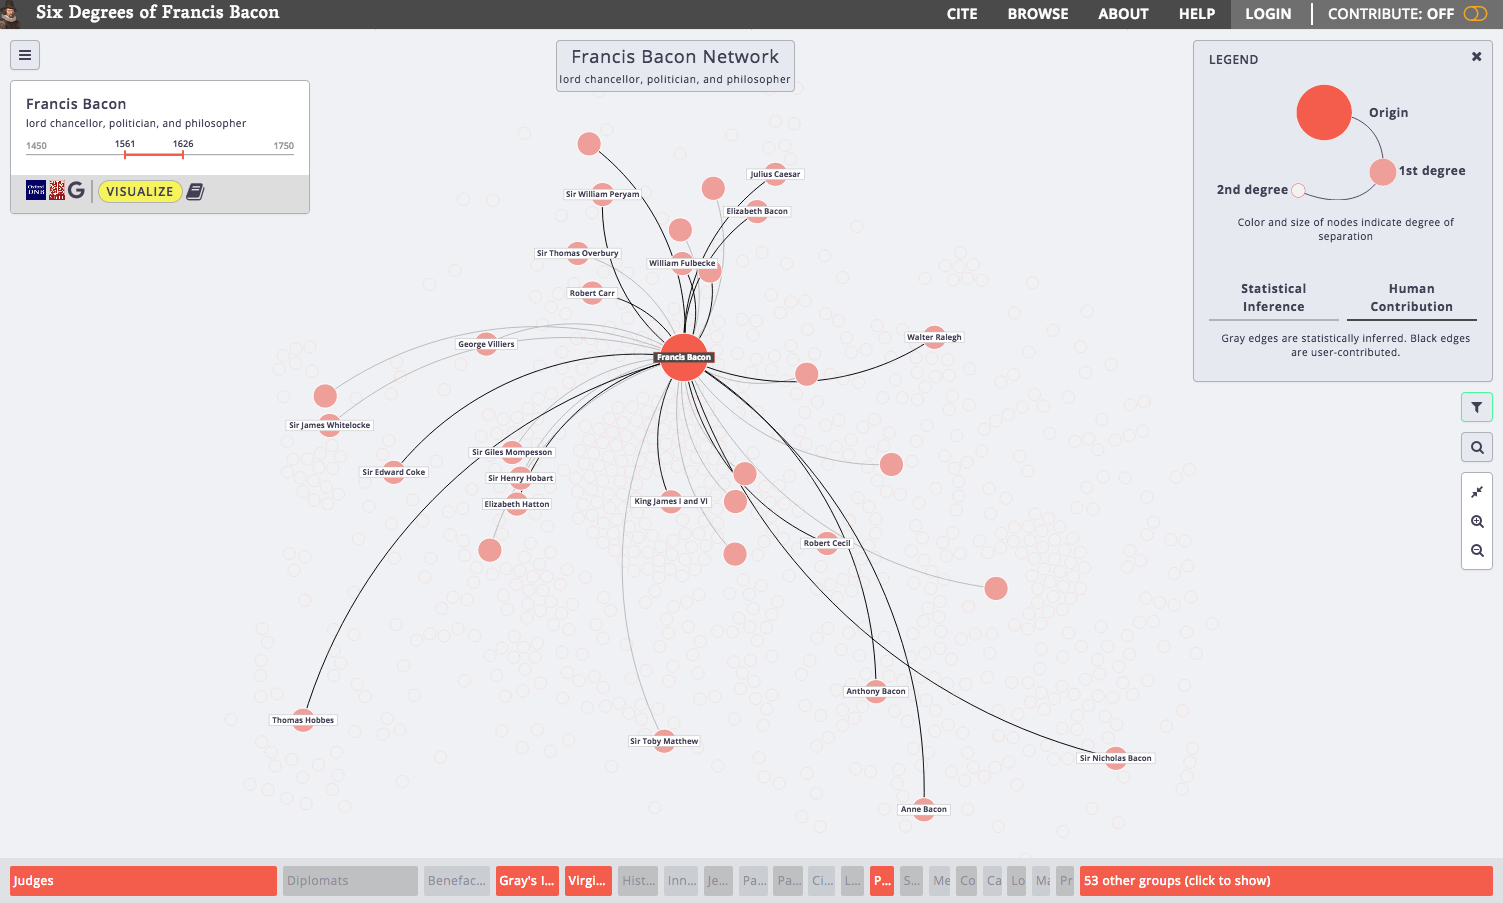 Six Degrees of Francis Bacon
CITE
BROWSE
ABOUT
HELP
LOGIN
CONTRIBUTE: OFF
Francis Bacon Network
lord chancellor, politician, and philosopher
Francis Bacon
lord chancellor, politician, and philosopher
1450
1561
1626
1750
Oxford
DNB
G
VISUALIZE
LEGEND
Origin
1st degree
2nd degree
Color and size of nodes indicate degree of
separation
Statistical
Inference
Human
Contribution
Gray edges are statistically inferred. Black edges
are user-contributed.
Julius Caesar
Sir William Peryam
Elizabeth Bacon
Sir Thomas Overbury
William Fulbecke
Robert Carr
George Villiers
Walter Ralegh
Francis Bacon
Sir James Whitelocke
Sir Giles Mompesson
Sir Edward Coke
Sir Henry Hobart
Elizabeth Hatton
King James I and VI
Robert Cecil
Anthony Bacon
Thomas Hobbes
Sir Toby Matthew
Sir Nicholas Bacon
Anne Bacon
Judges
Diplomats
Benefac...
Gray's I...
Virgi...
Hist...
Inn...
Je...
Pa...
Pa...
Ci...
L...
P...
S...
Me
Co
Ca
Lo
Ma
Pr
53 other groups (click to show)